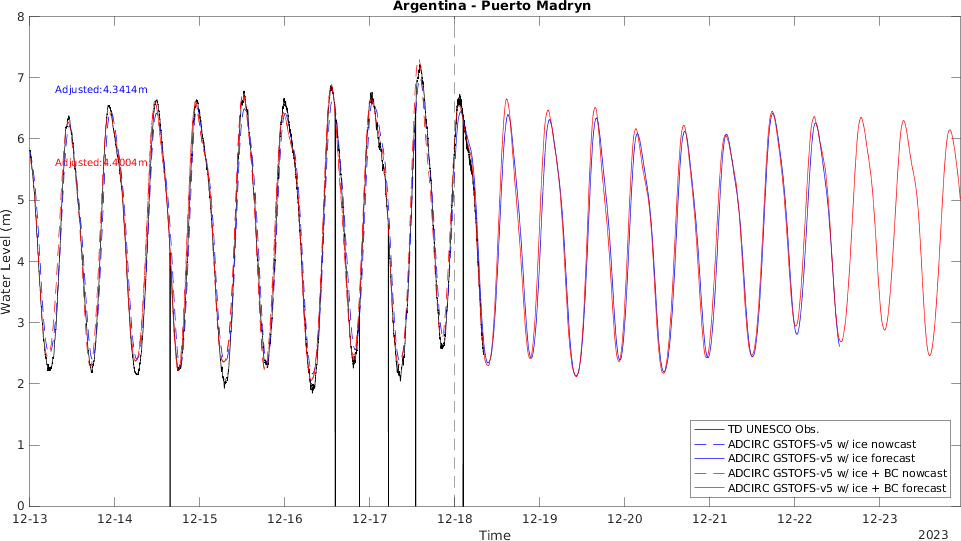 Argentina - Puerto Madryn
8
7
6
5
4
3
2
1
0
Water Level (m)
Adjusted:4.3414m
Adjusted:4.4004m
TD UNESCO Obs.
ADCIRC GSTOFS-v5 w/ ice nowcast
ADCIRC GSTOFS-v5 w/ ice forecast
ADCIRC GSTOFS-v5 w/ ice + BC nowcast
ADCIRC GSTOFS-v5 w/ ice + BC forecast
12-13 12-14 12-15 12-16 12-17 12-18 12-19 12-20 12-21 12-22 12-23
Time
2023